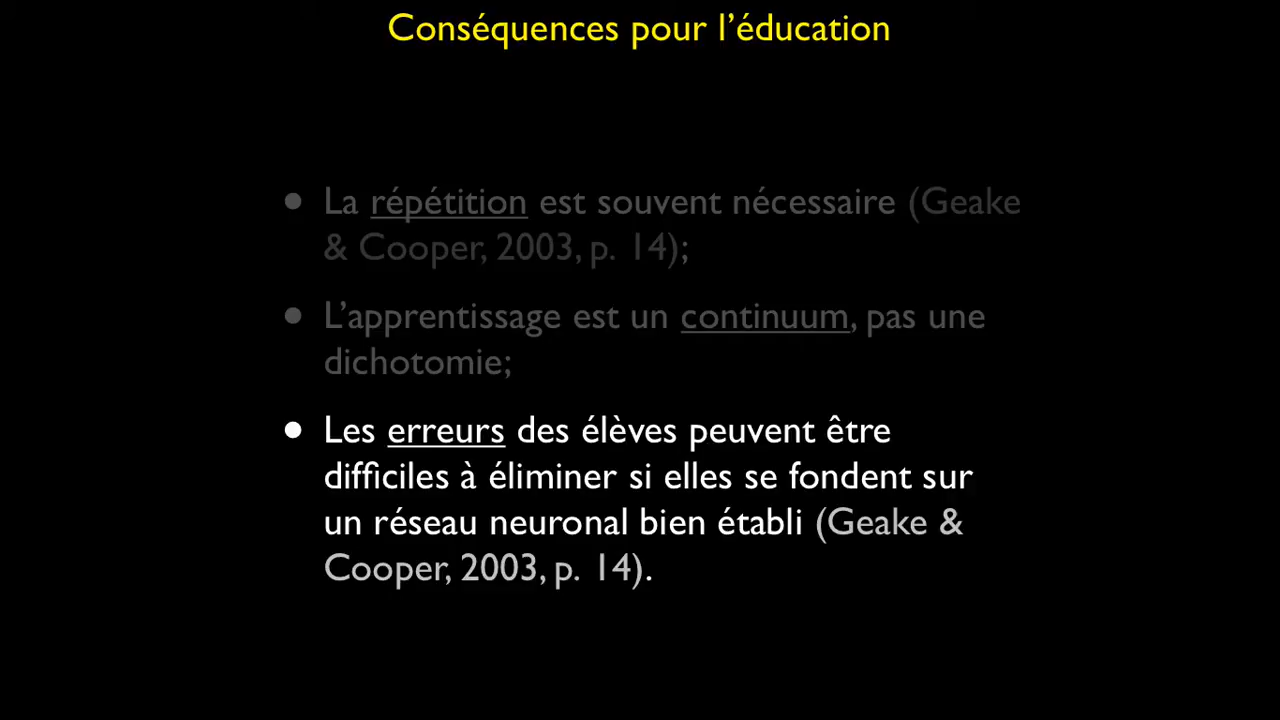 Conséquences pour l’éducation
• La répétition est souvent nécessaire (Geake
& Cooper, 2003, p. 14);
• L’apprentissage est un continuum, pas une
dichotomie;
• Les erreurs des élèves peuvent être
difficiles à éliminer si elles se fondent sur
un réseau neuronal bien établi (Geake &
Cooper, 2003, p. 14).